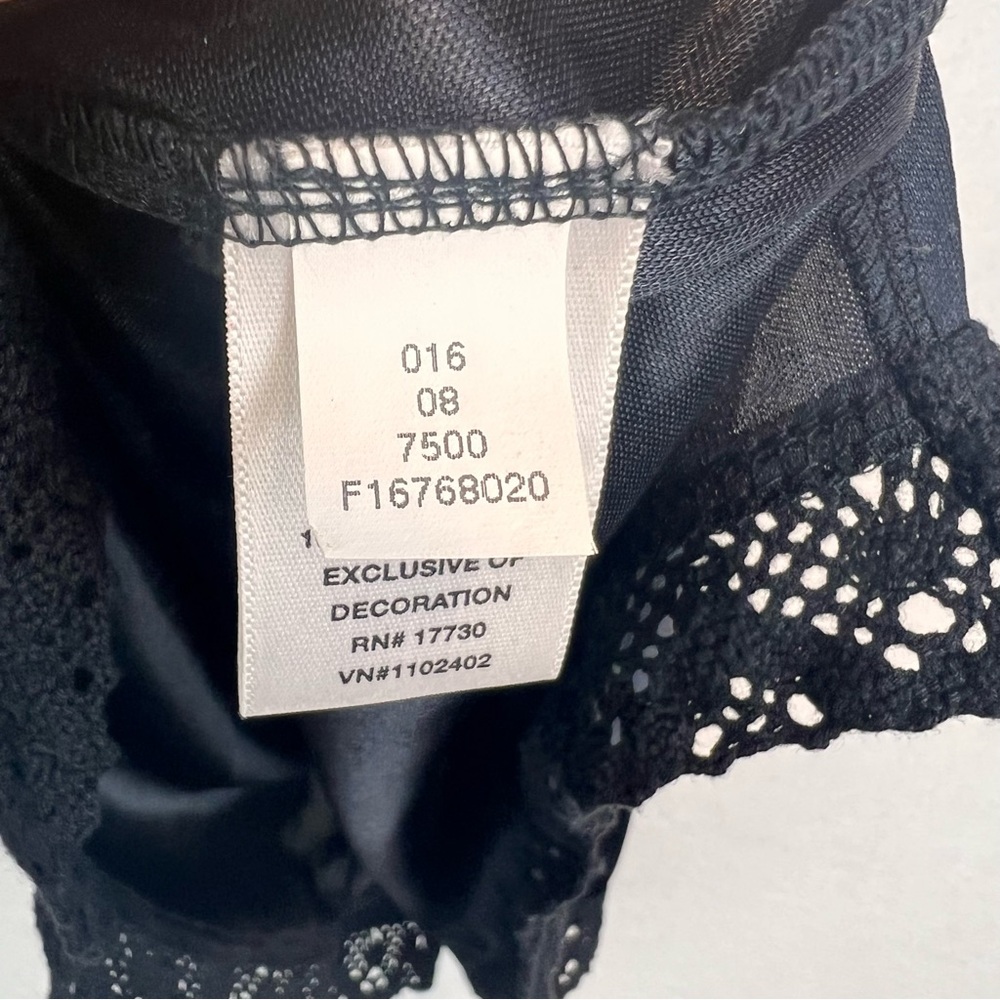 016
08
7500
F16768020
EXCLUSIVE OF
DECORATION
RN# 17730
VN#1102402